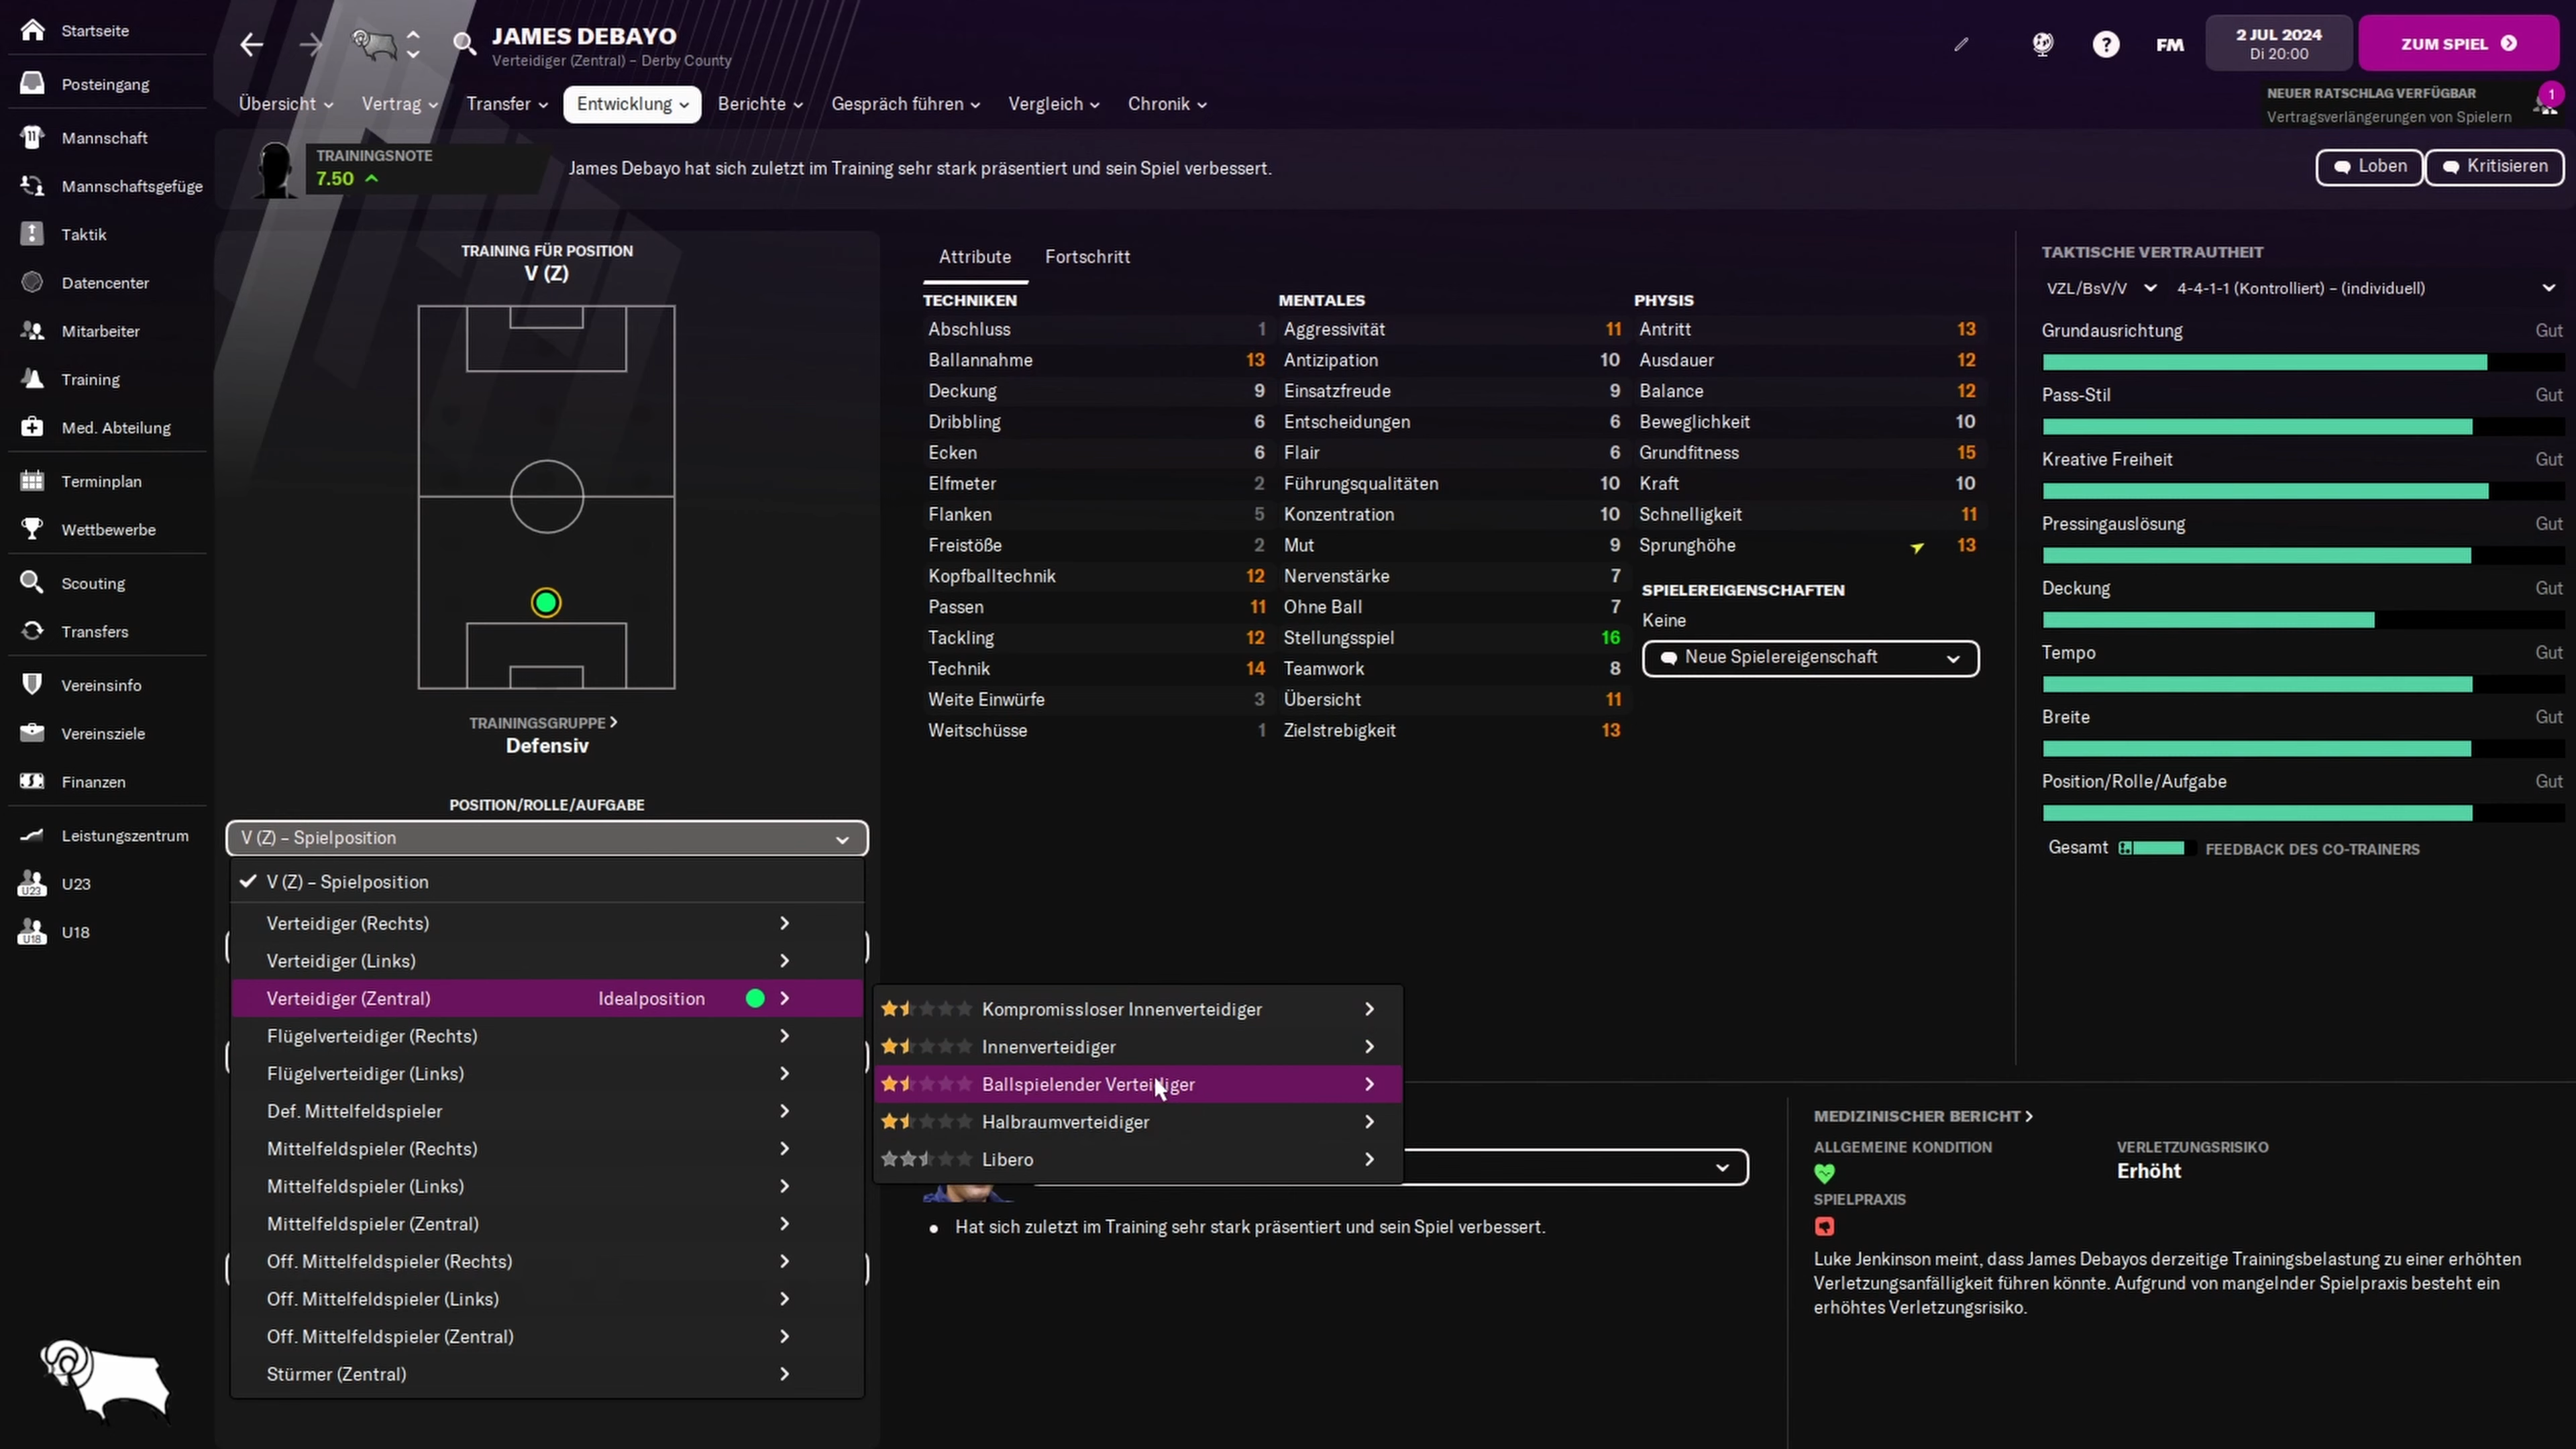 Startseite
Posteingang
Mannschaft
Mannschaftsgefüge
Taktik
Datencenter
Mitarbeiter
Training
Med. Abteilung
Terminplan
Wettbewerbe
Scouting
Transfers
Vereinsinfo
Vereinsziele
Finanzen
Leistungszentrum
U23 U23
U18 U18
JAMES DEBAYO
Verteidiger (Zentral) – Derby County
? FM
2 JUL 2024
Di 20:00
ZUM SPIEL
Übersicht Vertrag Transfer Entwicklung Berichte Gespräch führen Vergleich Chronik
NEUER RATSCHLAG VERFÜGBAR 1
Vertragsverlängerungen von Spielern
TRAININGSNOTE
7.50
James Debayo hat sich zuletzt im Training sehr stark präsentiert und sein Spiel verbessert.
Loben Kritisieren
TRAINING FÜR POSITION
V (Z)
TRAININGSGRUPPE
Defensiv
POSITION/ROLLE/AUFGABE
V (Z) – Spielposition
V (Z) – Spielposition
Verteidiger (Rechts)
Verteidiger (Links)
Verteidiger (Zentral) Idealposition
Flügelverteidiger (Rechts)
Flügelverteidiger (Links)
Def. Mittelfeldspieler
Mittelfeldspieler (Rechts)
Mittelfeldspieler (Links)
Mittelfeldspieler (Zentral)
Off. Mittelfeldspieler (Rechts)
Off. Mittelfeldspieler (Links)
Off. Mittelfeldspieler (Zentral)
Stürmer (Zentral)
Kompromissloser Innenverteidiger
Innenverteidiger
Ballspielender Verteidiger
Halbraumverteidiger
Libero
Attribute Fortschritt
TECHNIKEN
Abschluss 1
Ballannahme 13
Deckung 9
Dribbling 6
Ecken 6
Elfmeter 2
Flanken 5
Freistöße 2
Kopfballtechnik 12
Passen 11
Tackling 12
Technik 14
Weite Einwürfe 3
Weitschüsse 1
MENTALES
Aggressivität 11
Antizipation 10
Einsatzfreude 9
Entscheidungen 6
Flair 6
Führungsqualitäten 10
Konzentration 10
Mut 9
Nervenstärke 7
Ohne Ball 7
Stellungsspiel 16
Teamwork 8
Übersicht 11
Zielstrebigkeit 13
PHYSIS
Antritt 13
Ausdauer 12
Balance 12
Beweglichkeit 10
Grundfitness 15
Kraft 10
Schnelligkeit 11
Sprunghöhe 13
SPIELEREIGENSCHAFTEN
Keine
Neue Spielereigenschaft
Hat sich zuletzt im Training sehr stark präsentiert und sein Spiel verbessert.
TAKTISCHE VERTRAUTHEIT
VZL/BsV/V 4-4-1-1 (Kontrolliert) – (individuell)
Grundausrichtung Gut
Pass-Stil Gut
Kreative Freiheit Gut
Pressingauslösung Gut
Deckung Gut
Tempo Gut
Breite Gut
Position/Rolle/Aufgabe Gut
Gesamt FEEDBACK DES CO-TRAINERS
MEDIZINISCHER BERICHT
ALLGEMEINE KONDITION
VERLETZUNGSRISIKO
Erhöht
SPIELPRAXIS
Luke Jenkinson meint, dass James Debayos derzeitige Trainingsbelastung zu einer erhöhten
Verletzungsanfälligkeit führen könnte. Aufgrund von mangelnder Spielpraxis besteht ein
erhöhtes Verletzungsrisiko.